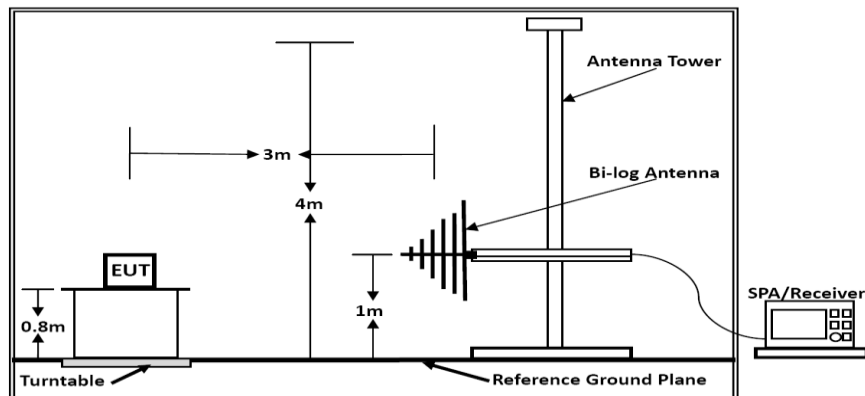 Antenna Tower
3m
Bi-log Antenna
4m
EUT
SPA/Receiver
1m
0.8m
Turntable
Reference Ground Plane